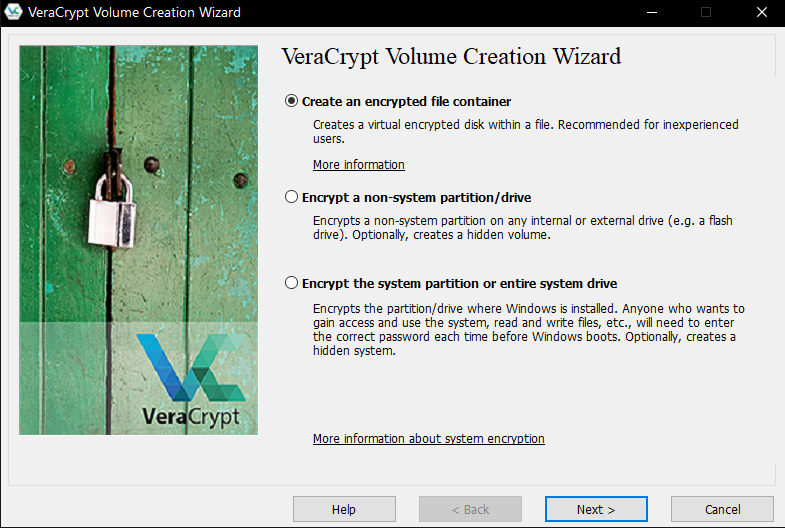 VeraCrypt Volume Creation Wizard
VeraCrypt Volume Creation Wizard
Create an encrypted file container
Creates a virtual encrypted disk within a file. Recommended for inexperienced
users.
More information
Encrypt a non-system partition/drive
Encrypts a non-system partition on any internal or external drive (e.g. a flash
drive). Optionally, creates a hidden volume.
Encrypt the system partition or entire system drive
Encrypts the partition/drive where Windows is installed. Anyone who wants to
gain access and use the system, read and write files, etc., will need to enter
the correct password each time before Windows boots. Optionally, creates a
hidden system.
VeraCrypt
More information about system encryption
Help
< Back
Next >
Cancel